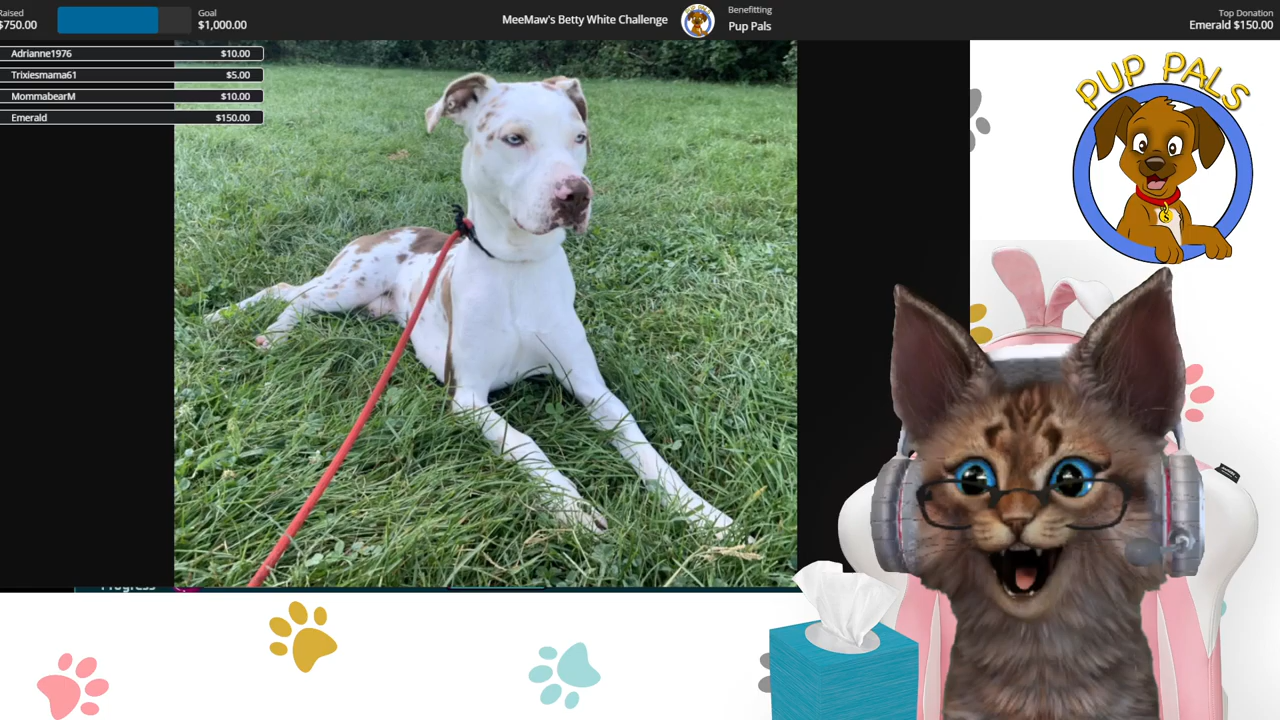 Raised
$750.00
Goal
$1,000.00
MeeMaw's Betty White Challenge
Benefitting
Pup Pals
Top Donation
Emerald $150.00
Adrianne1976 $10.00
Trixiesmama61 $5.00
MommabearM $10.00
Emerald $150.00
PUP PALS
Progress